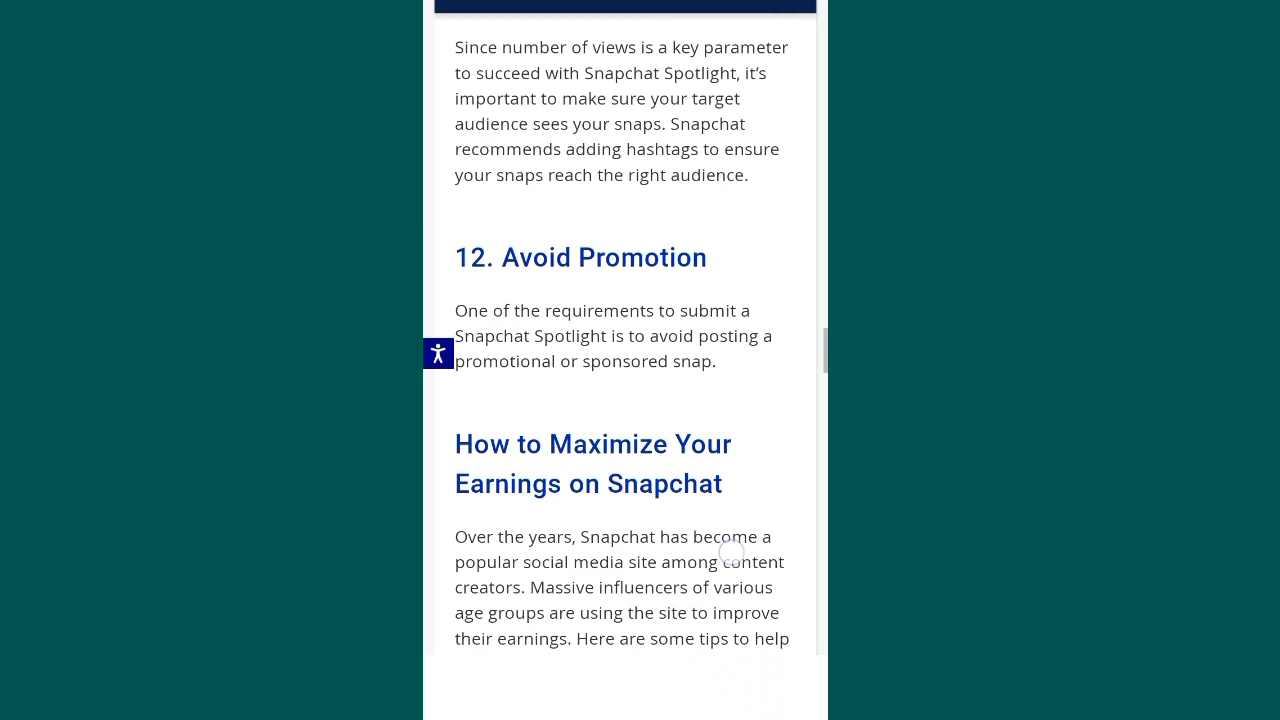 Since number of views is a key parameter
to succeed with Snapchat Spotlight, it’s
important to make sure your target
audience sees your snaps. Snapchat
recommends adding hashtags to ensure
your snaps reach the right audience.
12. Avoid Promotion
One of the requirements to submit a
Snapchat Spotlight is to avoid posting a
promotional or sponsored snap.
How to Maximize Your
Earnings on Snapchat
Over the years, Snapchat has become a
popular social media site among content
creators. Massive influencers of various
age groups are using the site to improve
their earnings. Here are some tips to help